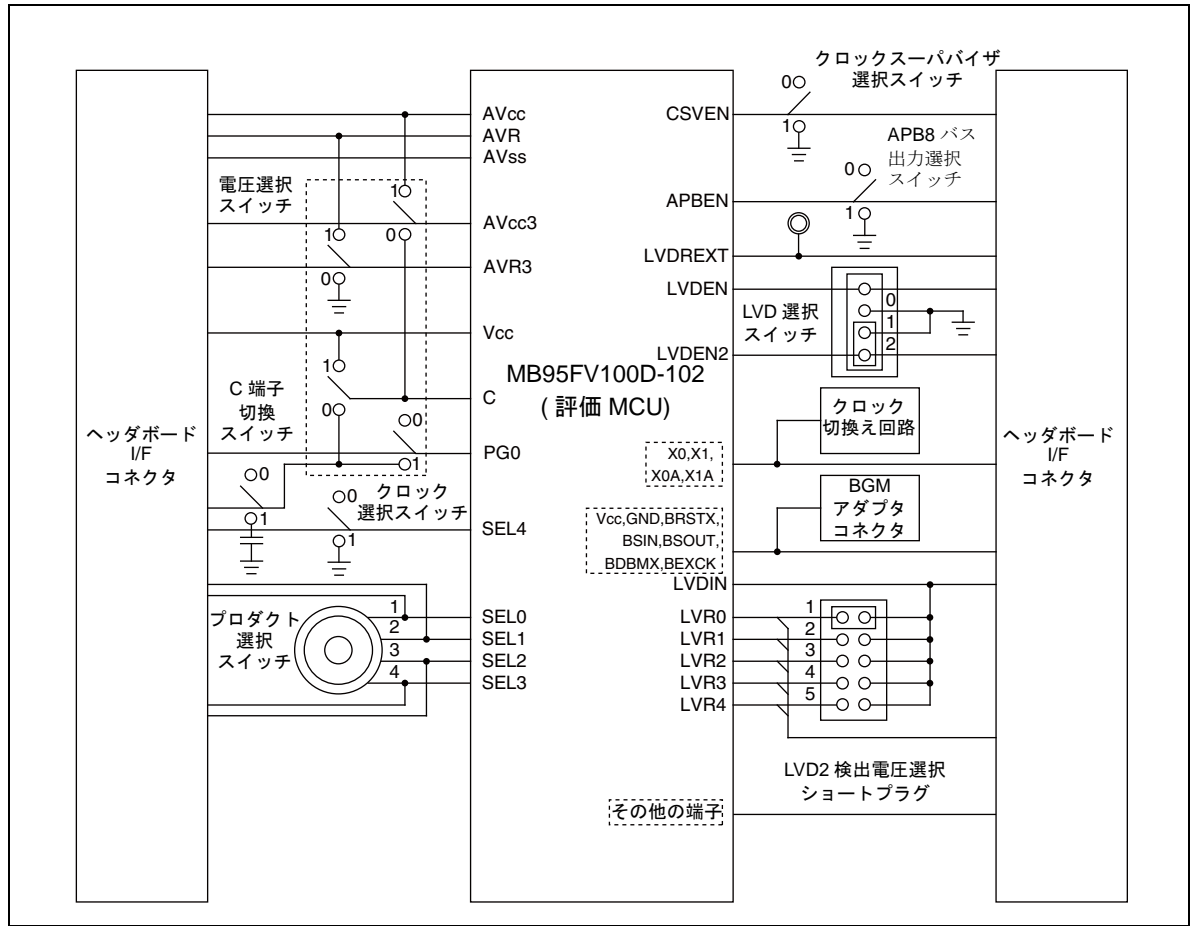 クロックスーパバイザ
選択スイッチ
0
1
CSVEN
APB8 バス
出力選択
スイッチ
0
1
APBEN
LVDREXT
LVDEN
LVD 選択
スイッチ
0
1
2
LVDEN2
クロック
切換え回路
X0,X1,
X0A,X1A
BGM
アダプタ
コネクタ
Vcc,GND,BRSTX,
BSIN,BSOUT,
BDBMX,BEXCK
LVDIN
LVR0
LVR1
LVR2
LVR3
LVR4
1
2
3
4
5
LVD2 検出電圧選択
ショートプラグ
その他の端子
ヘッダボード
I/F
コネクタ
MB95FV100D-102
( 評価 MCU)
AVcc
AVR
AVss
AVcc3
AVR3
Vcc
C
PG0
SEL4
SEL0
SEL1
SEL2
SEL3
電圧選択
スイッチ
1
0
1
0
1
0
0
1
C 端子
切換
スイッチ
0
1
クロック
選択スイッチ
0
1
プロダクト
選択
スイッチ
1
2
3
4
ヘッダボード
I/F
コネクタ